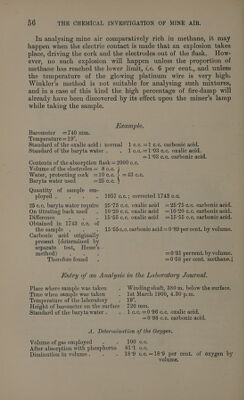 56 THE CHEMICAL INVESTIGATION OF MINE AIR.
In analysing mine air comparatively rich in methane, it may
happen when the electric contact is made that an explosion takes
place, driving the cork and the electrodes out of the flask. How-
ever, no such explosion will happen unless the proportion of
methane has reached the lower limit, i.e. 6 per cent., and unless
the temperature of the glowing platinum wire is very high.
Winkler's method is not suitable for analysing such mixtures,
and in a case of this kind the high percentage of fire-damp will
already have been discovered by its effect upon the miner's lamp
while taking the sample.
Example.
Barometer = 740 mm.
Temperature = 19°.
Standard of the oxalic acid: normal 1 c.c. = 1 c.c. carbonic acid.
Standard of the baryta water . . 1 c.c. = 1·03 c.c. oxalic acid.
= 1·03 c.c. carbonic acid.
Contents of the absorption flask = 2000 c.c.
Volume of the electrodes = 8 c.c.
Water, protecting cork = 10 c.c. } = 43 c.c.
Baryta water used = 25 c.c.
Quantity of sample em-
ployed . . . . 1957 c.c.; corrected 1743 c.c.
25 c.c. baryta water require 25·75 c.c. oxalic acid = 25·75 c.c. carbonic acid.
On titrating back used . 10·20 c.c. oxalic acid = 10·20 c.c. carbonic acid.
Difference . . . 15·55 c.c. oxalic acid = 15·55 c.c. carbonic acid.
Obtained in 1743 c.c. of
the sample . . . 15·55 c.c. carbonic acid = 0·89 per cent. by volume.
Carbonic acid originally
present (determined by
separate test, Hesse's
method) . . . = 0·31 percent. by volume.
Therefore found . = 0·58 per cent. methane.
Entry of an Analysis in the Laboratory Journal.
Place where sample was taken . Winding shaft, 380 m. below the surface.
Time when sample was taken . 1st March 1900, 4.30 p.m.
Temperature of the laboratory . 19°.
Height of barometer on the surface 720 mm.
Standard of baryta water . . . 1 c.c. = 0·96 c.c. oxalic acid.
= 0·96 c.c. carbonic acid.
A. Determination of the Oxygen.
Volume of gas employed . . 100 c.c.
After absorption with phosphorus 81·1 c.c.
Diminution in volume . . . 18·9 c.c. = 18·9 per cent. of oxygen by
volume.